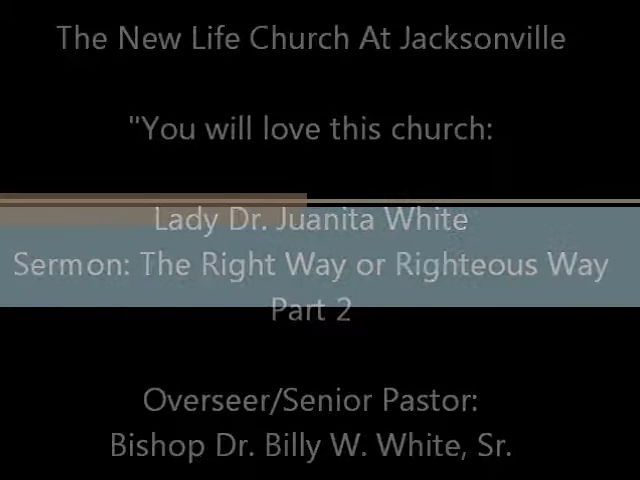 The New Life Church At Jacksonville
"You will love this church:
Lady Dr. Juanita White
Sermon: The Right Way or Righteous Way
Part 2
Overseer/Senior Pastor:
Bishop Dr. Billy W. White, Sr.